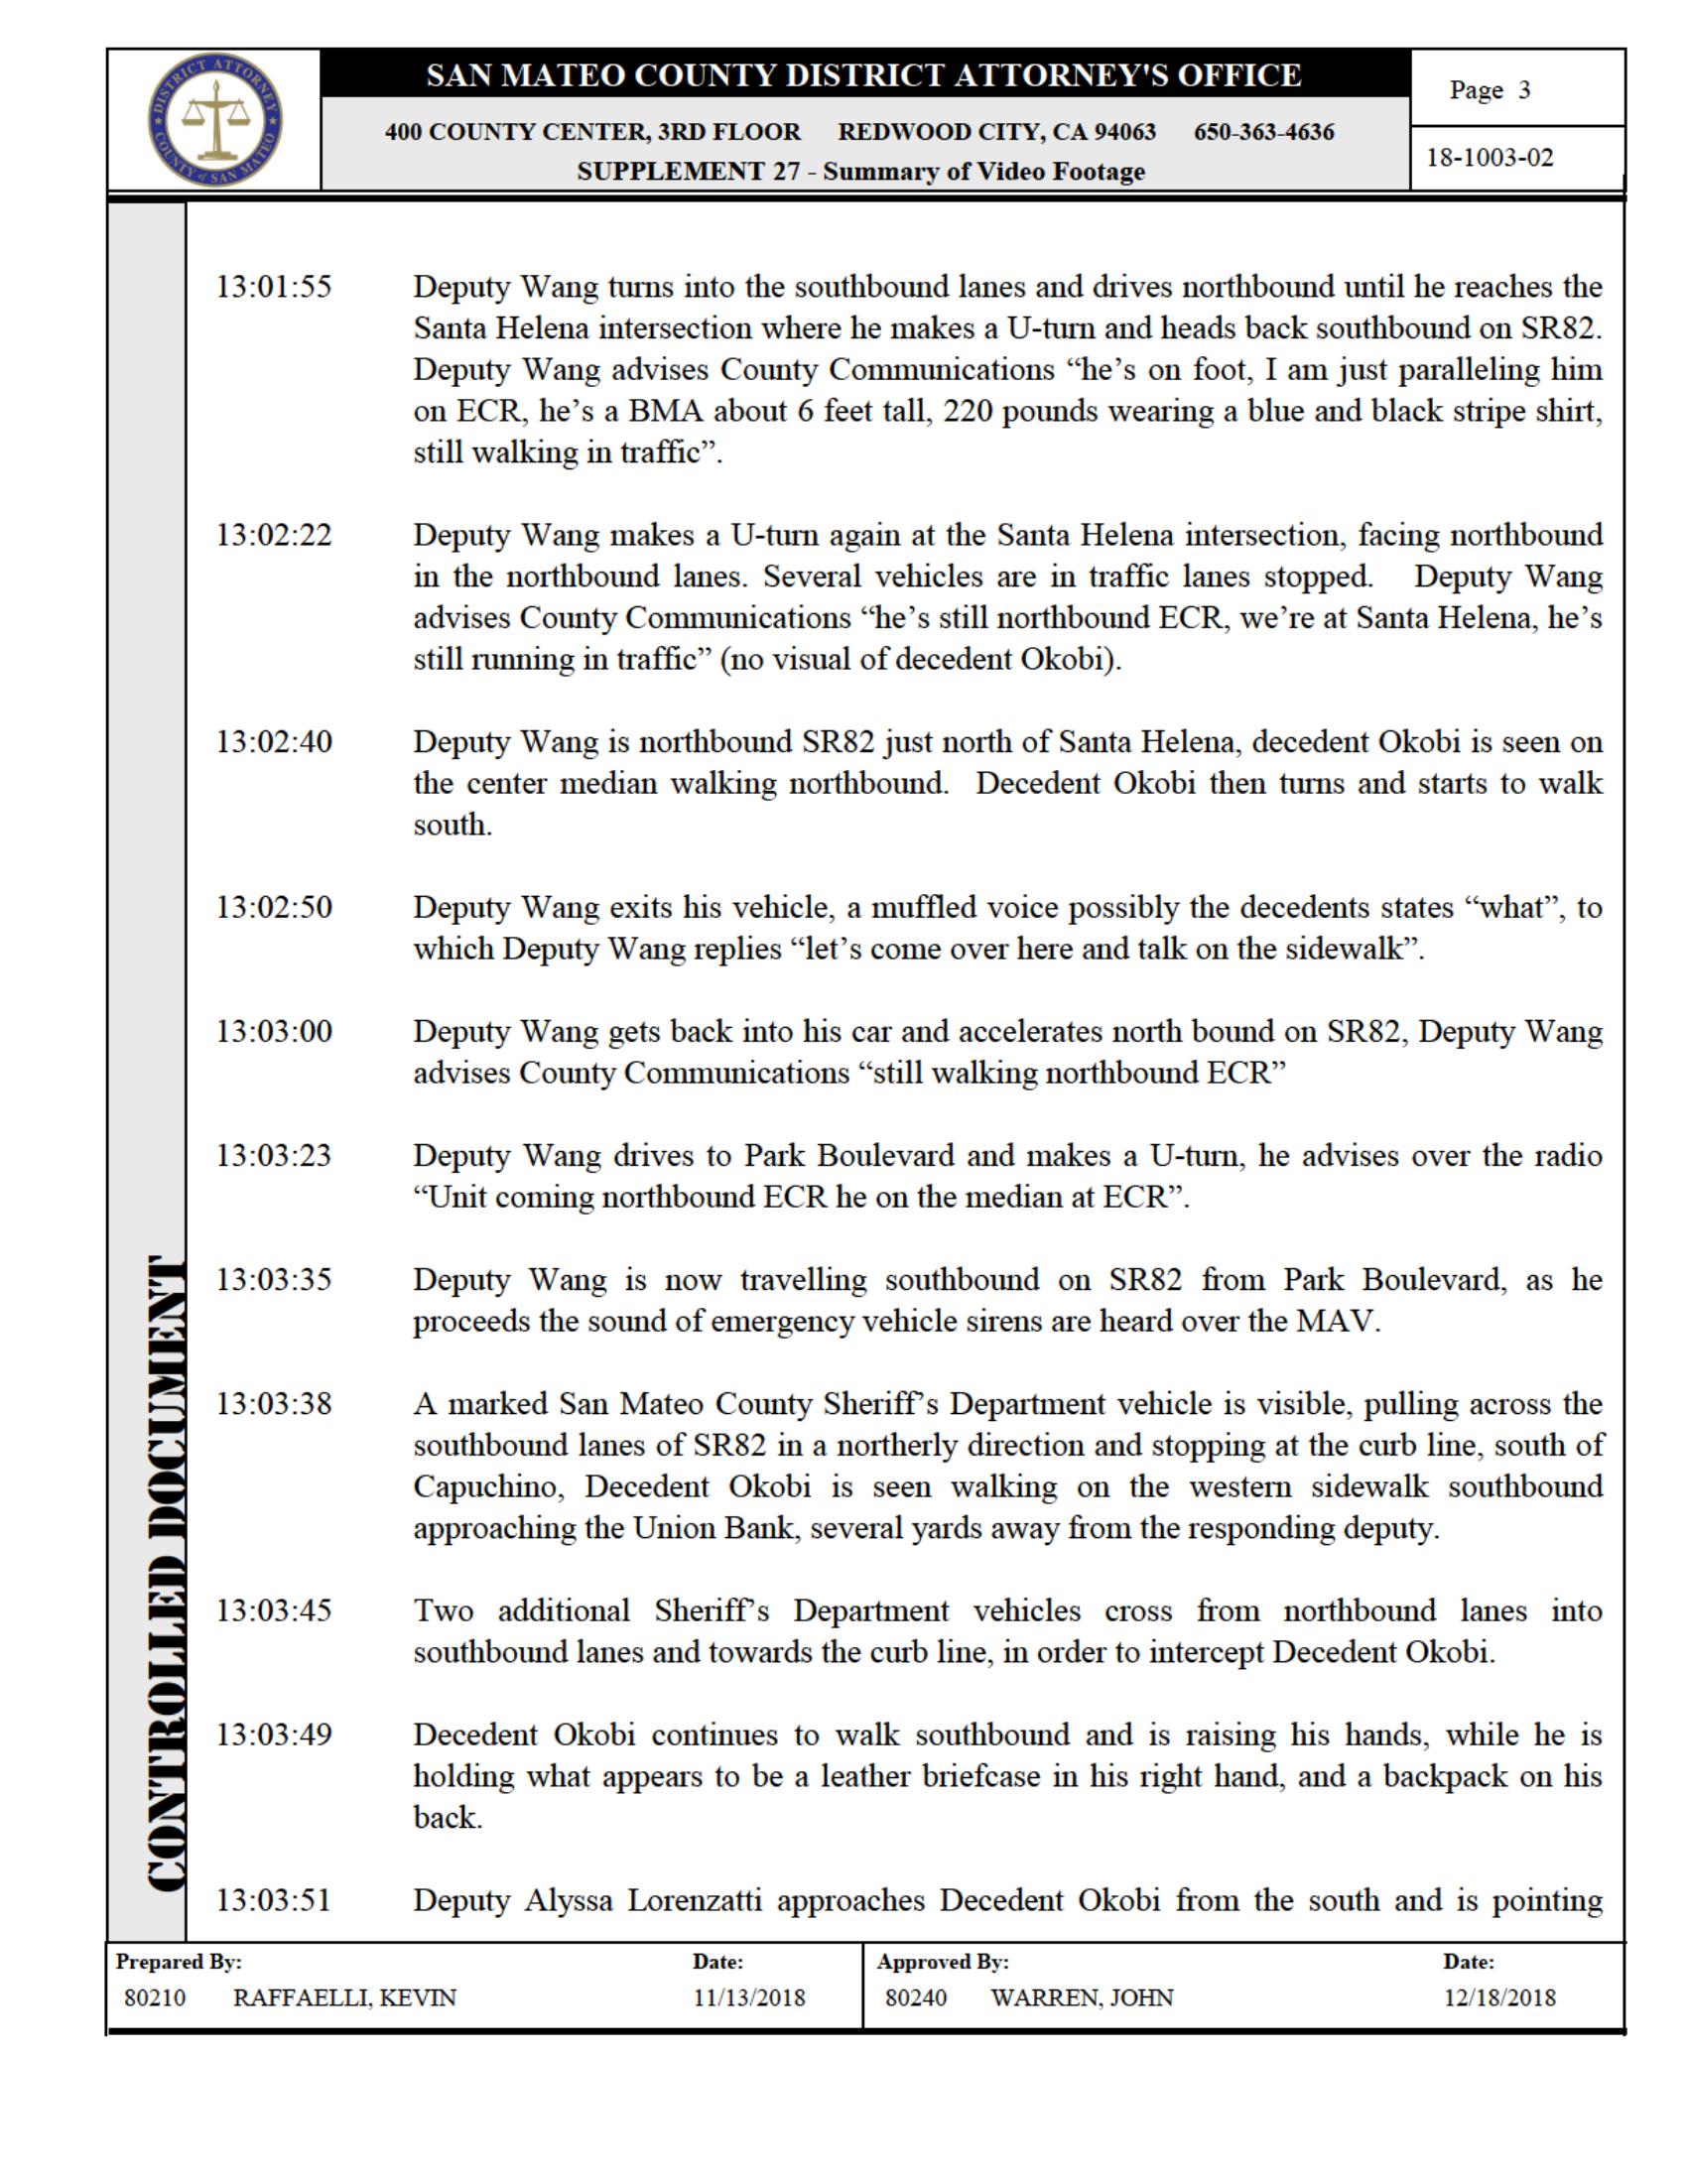 DISTRICT ATTORNEY
COUNTY of SAN MATEO
SAN MATEO COUNTY DISTRICT ATTORNEY'S OFFICE
Page 3
400 COUNTY CENTER, 3RD FLOOR REDWOOD CITY, CA 94063 650-363-4636
SUPPLEMENT 27 - Summary of Video Footage
18-1003-02
13:01:55 Deputy Wang turns into the southbound lanes and drives northbound until he reaches the
Santa Helena intersection where he makes a U-turn and heads back southbound on SR82.
Deputy Wang advises County Communications “he’s on foot, I am just paralleling him
on ECR, he’s a BMA about 6 feet tall, 220 pounds wearing a blue and black stripe shirt,
still walking in traffic”.
13:02:22 Deputy Wang makes a U-turn again at the Santa Helena intersection, facing northbound
in the northbound lanes. Several vehicles are in traffic lanes stopped. Deputy Wang
advises County Communications “he’s still northbound ECR, we’re at Santa Helena, he’s
still running in traffic” (no visual of decedent Okobi).
13:02:40 Deputy Wang is northbound SR82 just north of Santa Helena, decedent Okobi is seen on
the center median walking northbound. Decedent Okobi then turns and starts to walk
south.
13:02:50 Deputy Wang exits his vehicle, a muffled voice possibly the decedents states “what”, to
which Deputy Wang replies “let’s come over here and talk on the sidewalk”.
13:03:00 Deputy Wang gets back into his car and accelerates north bound on SR82, Deputy Wang
advises County Communications “still walking northbound ECR”
13:03:23 Deputy Wang drives to Park Boulevard and makes a U-turn, he advises over the radio
“Unit coming northbound ECR he on the median at ECR”.
13:03:35 Deputy Wang is now travelling southbound on SR82 from Park Boulevard, as he
proceeds the sound of emergency vehicle sirens are heard over the MAV.
13:03:38 A marked San Mateo County Sheriff’s Department vehicle is visible, pulling across the
southbound lanes of SR82 in a northerly direction and stopping at the curb line, south of
Capuchino, Decedent Okobi is seen walking on the western sidewalk southbound
approaching the Union Bank, several yards away from the responding deputy.
13:03:45 Two additional Sheriff’s Department vehicles cross from northbound lanes into
southbound lanes and towards the curb line, in order to intercept Decedent Okobi.
13:03:49 Decedent Okobi continues to walk southbound and is raising his hands, while he is
holding what appears to be a leather briefcase in his right hand, and a backpack on his
back.
13:03:51 Deputy Alyssa Lorenzatti approaches Decedent Okobi from the south and is pointing
CONTROLLED DOCUMENT
Prepared By: Date: Approved By: Date:
80210 RAFFAELLI, KEVIN 11/13/2018 80240 WARREN, JOHN 12/18/2018